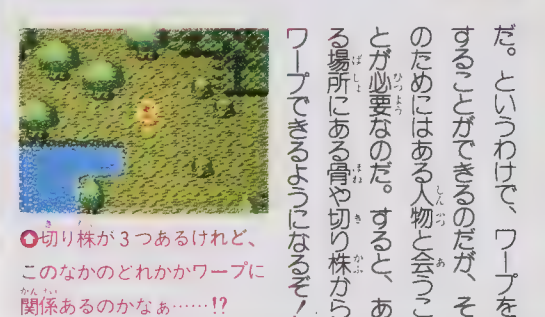 だ。というわけで、ワープを
することができるのだが、そ
のためにはある人物と会うこ
とが必要なのだ。すると、あ
る場所にある骨や切り株から
ワープできるようになるぞ！
切り株が3つあるけれど、
このなかのどれかかワープに
関係あるのかなぁ……!?